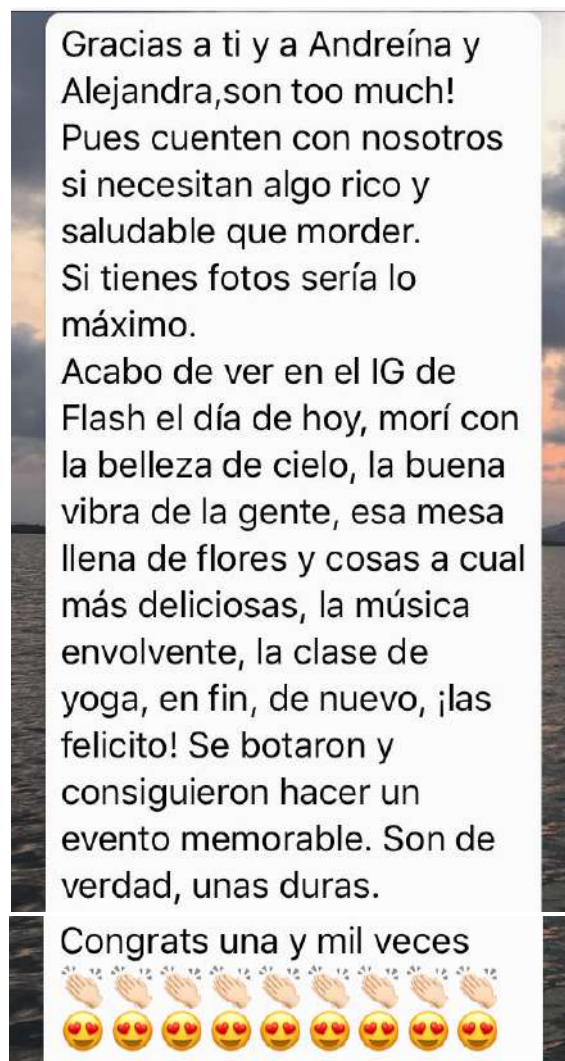 Gracias a ti y a Andreína y
Alejandra,son too much!
Pues cuenten con nosotros
si necesitan algo rico y
saludable que morder.
Si tienes fotos sería lo
máximo.
Acabo de ver en el IG de
Flash el día de hoy, morí con
la belleza de cielo, la buena
vibra de la gente, esa mesa
llena de flores y cosas a cual
más deliciosas, la música
envolvente, la clase de
yoga, en fin, de nuevo, ¡las
felicito! Se botaron y
consiguieron hacer un
evento memorable. Son de
verdad, unas duras.
Congrats una y mil veces
👏🏻👏🏻👏🏻👏🏻👏🏻👏🏻👏🏻👏🏻👏🏻
😍😍😍😍😍😍😍😍😍